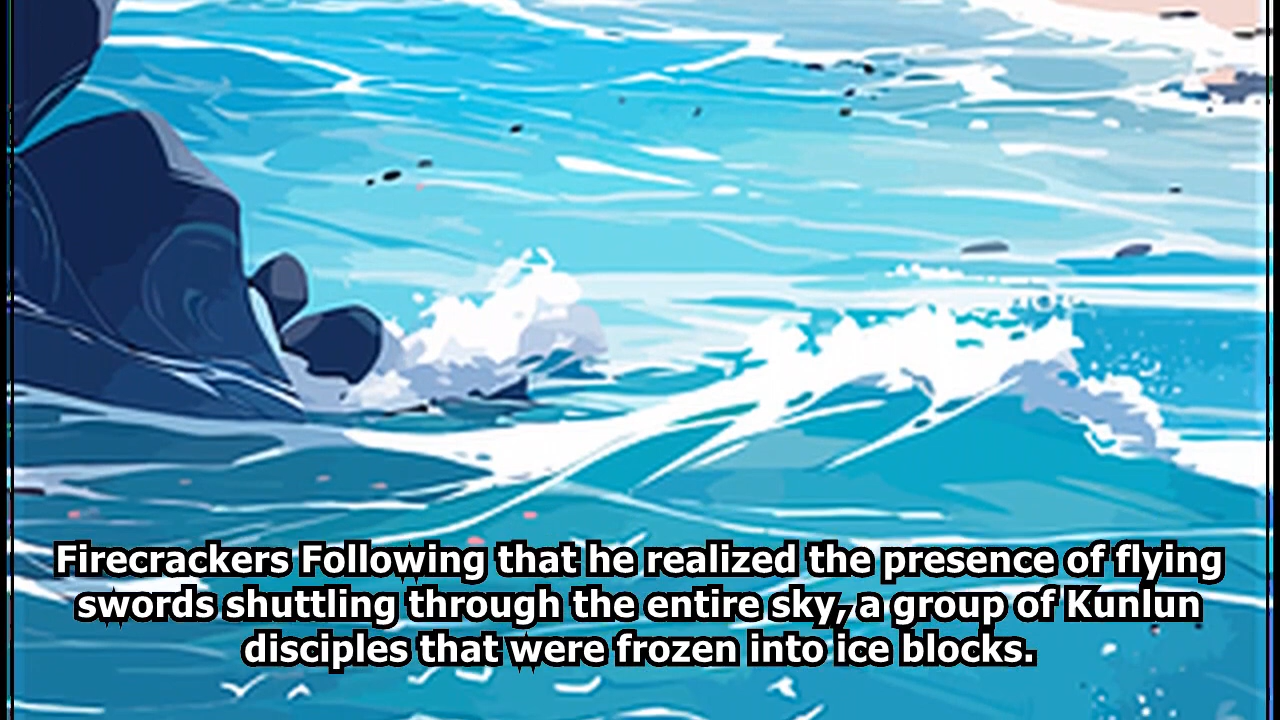 Firecrackers Following that he realized the presence of flying
swords shuttling through the entire sky, a group of Kunlun
disciples that were frozen into ice blocks.